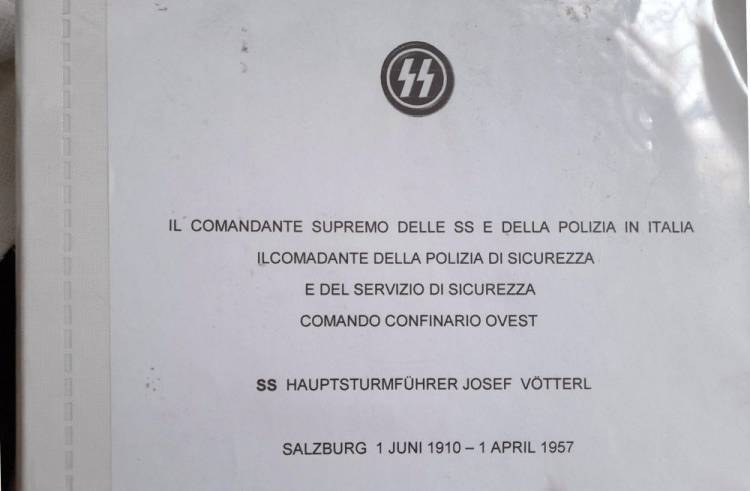 IL COMANDANTE SUPREMO DELLE SS E DELLA POLIZIA IN ITALIA
ILCOMADANTE DELLA POLIZIA DI SICUREZZA
E DEL SERVIZIO DI SICUREZZA
COMANDO CONFINARIO OVEST
SS HAUPTSTURMFÜHRER JOSEF VÖTTERL
SALZBURG 1 JUNI 1910 – 1 APRIL 1957